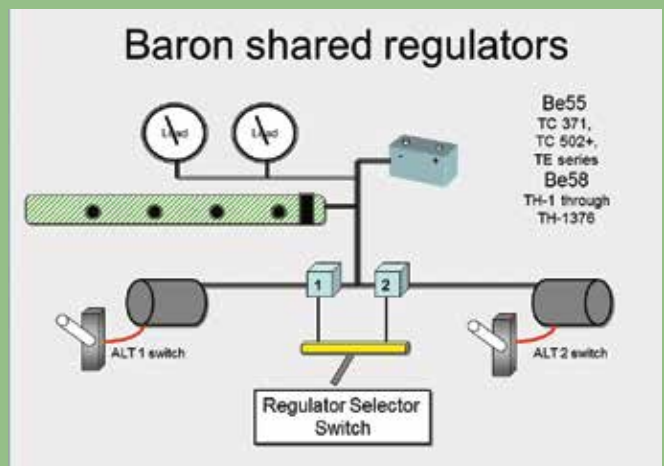 Baron shared regulators
Load
Load
- +
Be55
TC 371,
TC 502+,
TE series
Be58
TH-1 through
TH-1376
1
2
ALT 1 switch
ALT 2 switch
Regulator Selector
Switch